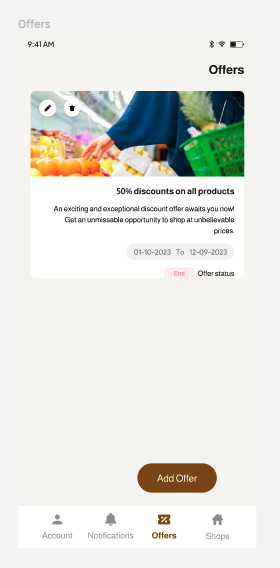 Offers
9:41 AM
Offers
50% discounts on all products
An exciting and exceptional discount offer awaits you now!
Get an unmissable opportunity to shop at unbelievable
prices.
01-10-2023 To 12-09-2023
End Offer status
Add Offer
Account Notifications Offers Shops